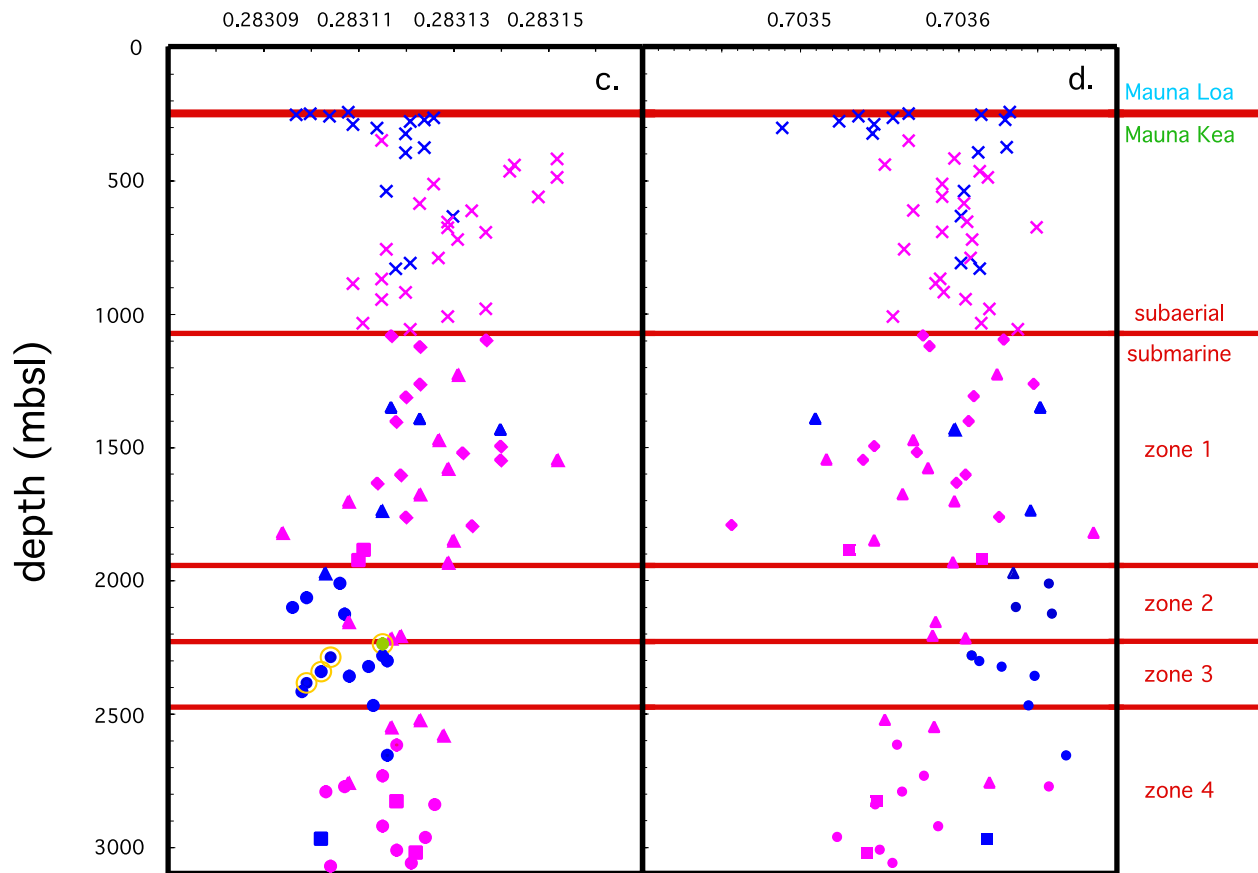 0.28309 0.28311 0.28313 0.28315 0.7035 0.7036
0
c.
d.
Mauna Loa
Mauna Kea
500
1000
subaerial
submarine
depth (mbsl)
1500
zone 1
2000
zone 2
zone 3
2500
zone 4
3000